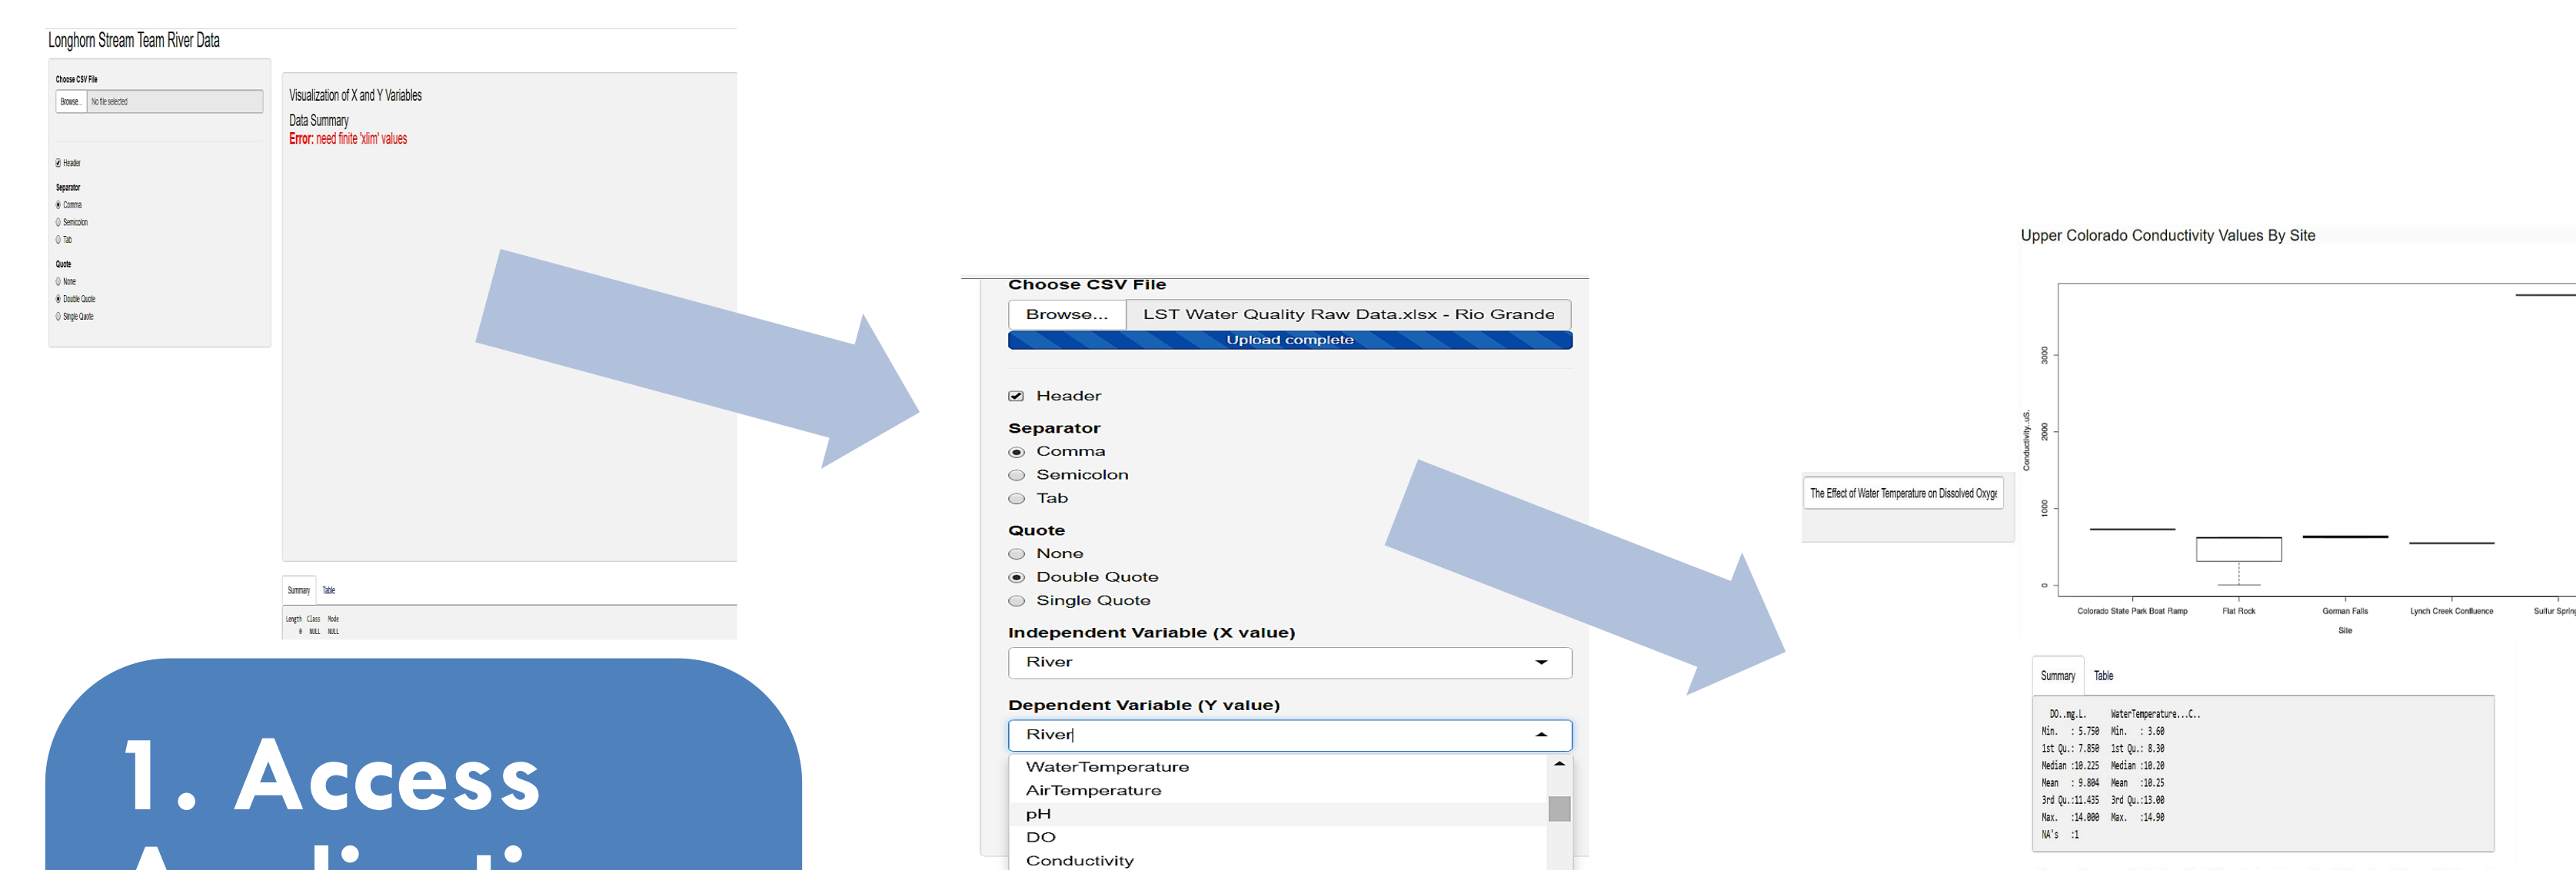 Longhorn Stream Team River Data
Choose CSV File
Browse... No file selected
Header
Separator
Comma
Semicolon
Tab
Quote
None
Double Quote
Single Quote
Visualization of X and Y Variables
Data Summary
Error: need finite 'xlim' values
Summary Table
Length Class Mode
0 NULL NULL
1. Access
Choose CSV File
Browse... LST Water Quality Raw Data.xlsx - Rio Grande
Upload complete
Header
Separator
Comma
Semicolon
Tab
Quote
None
Double Quote
Single Quote
Independent Variable (X value)
River
Dependent Variable (Y value)
River
WaterTemperature
AirTemperature
pH
DO
Conductivity
The Effect of Water Temperature on Dissolved Oxyge
Upper Colorado Conductivity Values By Site
Conductivity..uS.
3000
2000
1000
0
Colorado State Park Boat Ramp Flat Rock Gorman Falls Lynch Creek Confluence Sulfur Spring
Site
Summary Table
DO..mg.L. WaterTemperature...C..
Min. : 5.750 Min. : 3.60
1st Qu.: 7.850 1st Qu.: 8.30
Median :10.225 Median :10.20
Mean : 9.804 Mean :10.25
3rd Qu.:11.435 3rd Qu.:13.00
Max. :14.000 Max. :14.90
NA's :1